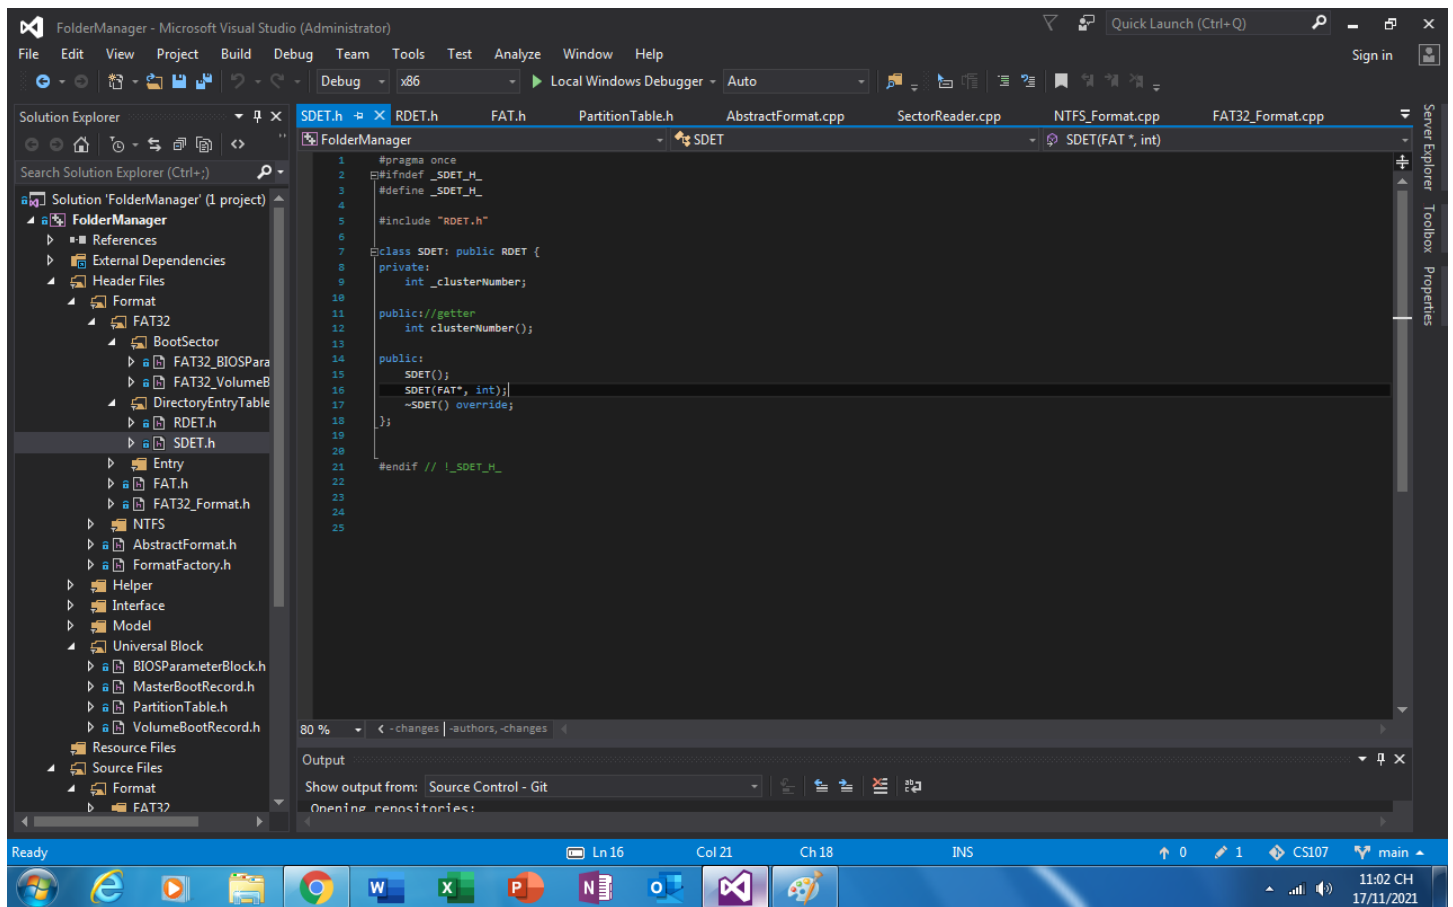 FolderManager - Microsoft Visual Studio (Administrator)
Quick Launch (Ctrl+Q)
File Edit View Project Build Debug Team Tools Test Analyze Window Help
Sign in
Debug x86 Local Windows Debugger Auto
Solution Explorer
Search Solution Explorer (Ctrl+;)
Solution 'FolderManager' (1 project)
FolderManager
References
External Dependencies
Header Files
Format
FAT32
BootSector
FAT32_BIOSPara
FAT32_VolumeB
DirectoryEntryTable
RDET.h
SDET.h
Entry
FAT.h
FAT32_Format.h
NTFS
AbstractFormat.h
FormatFactory.h
Helper
Interface
Model
Universal Block
BIOSParameterBlock.h
MasterBootRecord.h
PartitionTable.h
VolumeBootRecord.h
Resource Files
Source Files
Format
FAT32
SDET.h RDET.h FAT.h PartitionTable.h AbstractFormat.cpp SectorReader.cpp NTFS_Format.cpp FAT32_Format.cpp
FolderManager SDET SDET(FAT *, int)
1 #pragma once
2 #ifndef _SDET_H_
3 #define _SDET_H_
4
5 #include "RDET.h"
6
7 class SDET: public RDET {
8 private:
9 int _clusterNumber;
10
11 public://getter
12 int clusterNumber();
13
14 public:
15 SDET();
16 SDET(FAT*, int);
17 ~SDET() override;
18 };
19
20
21 #endif // !_SDET_H_
22
23
24
25
80 % -changes -authors, -changes
Output
Show output from: Source Control - Git
Opening repositories:
Server Explorer
Toolbox
Properties
Ready Ln 16 Col 21 Ch 18 INS 0 1 CS107 main
11:02 CH
17/11/2021